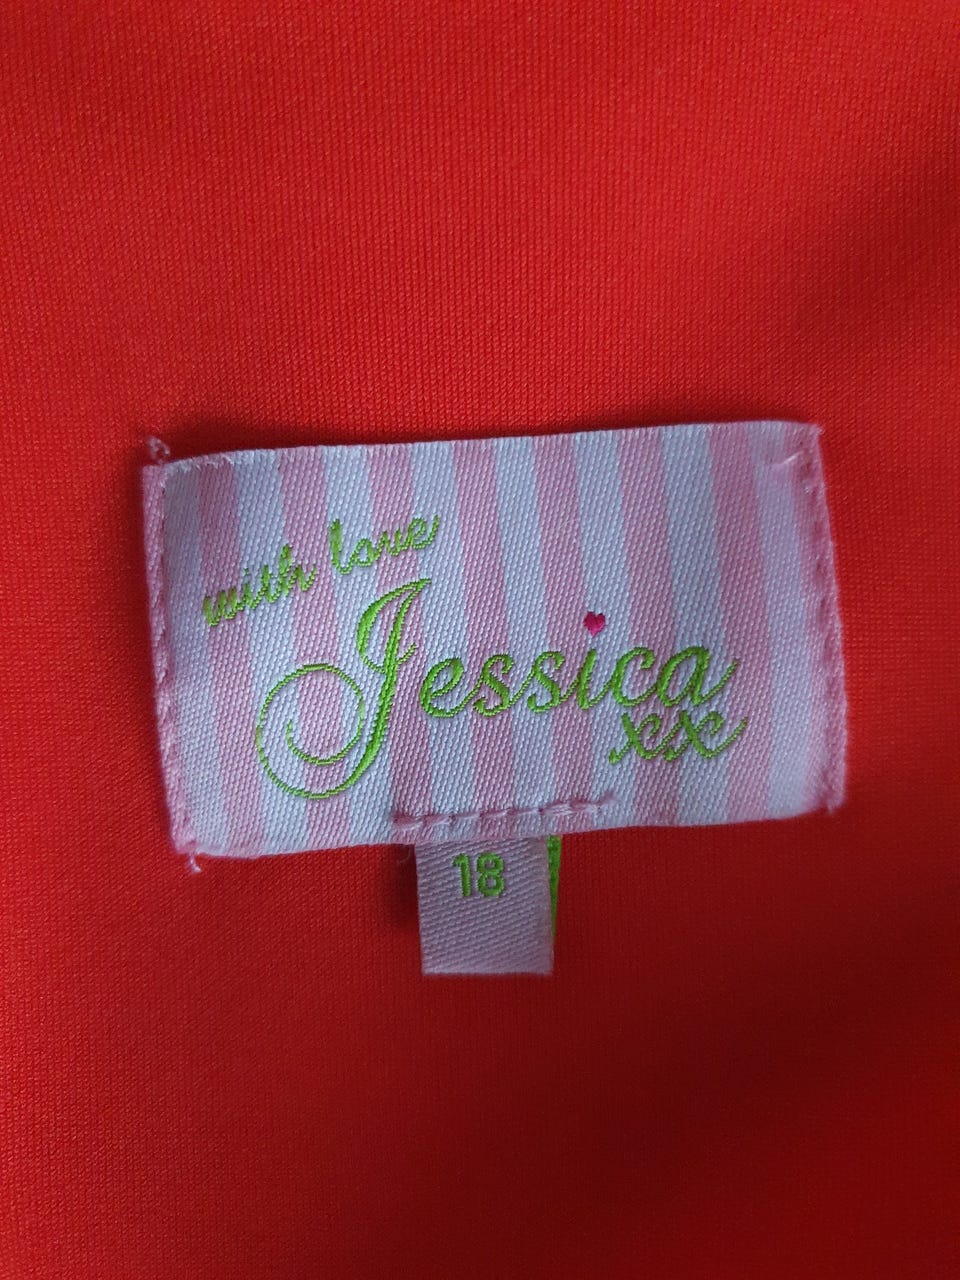 with love
Jessica
xx
18